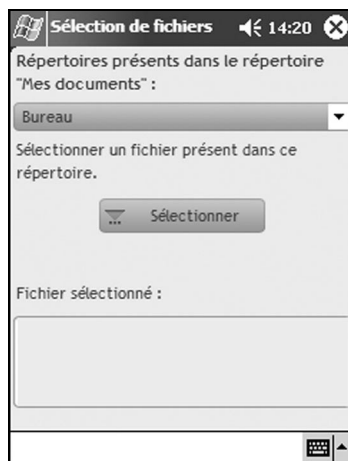 Sélection de fichiers 14:20
Répertoires présents dans le répertoire
"Mes documents" :
Bureau
Sélectionner un fichier présent dans ce
répertoire.
Sélectionner
Fichier sélectionné :